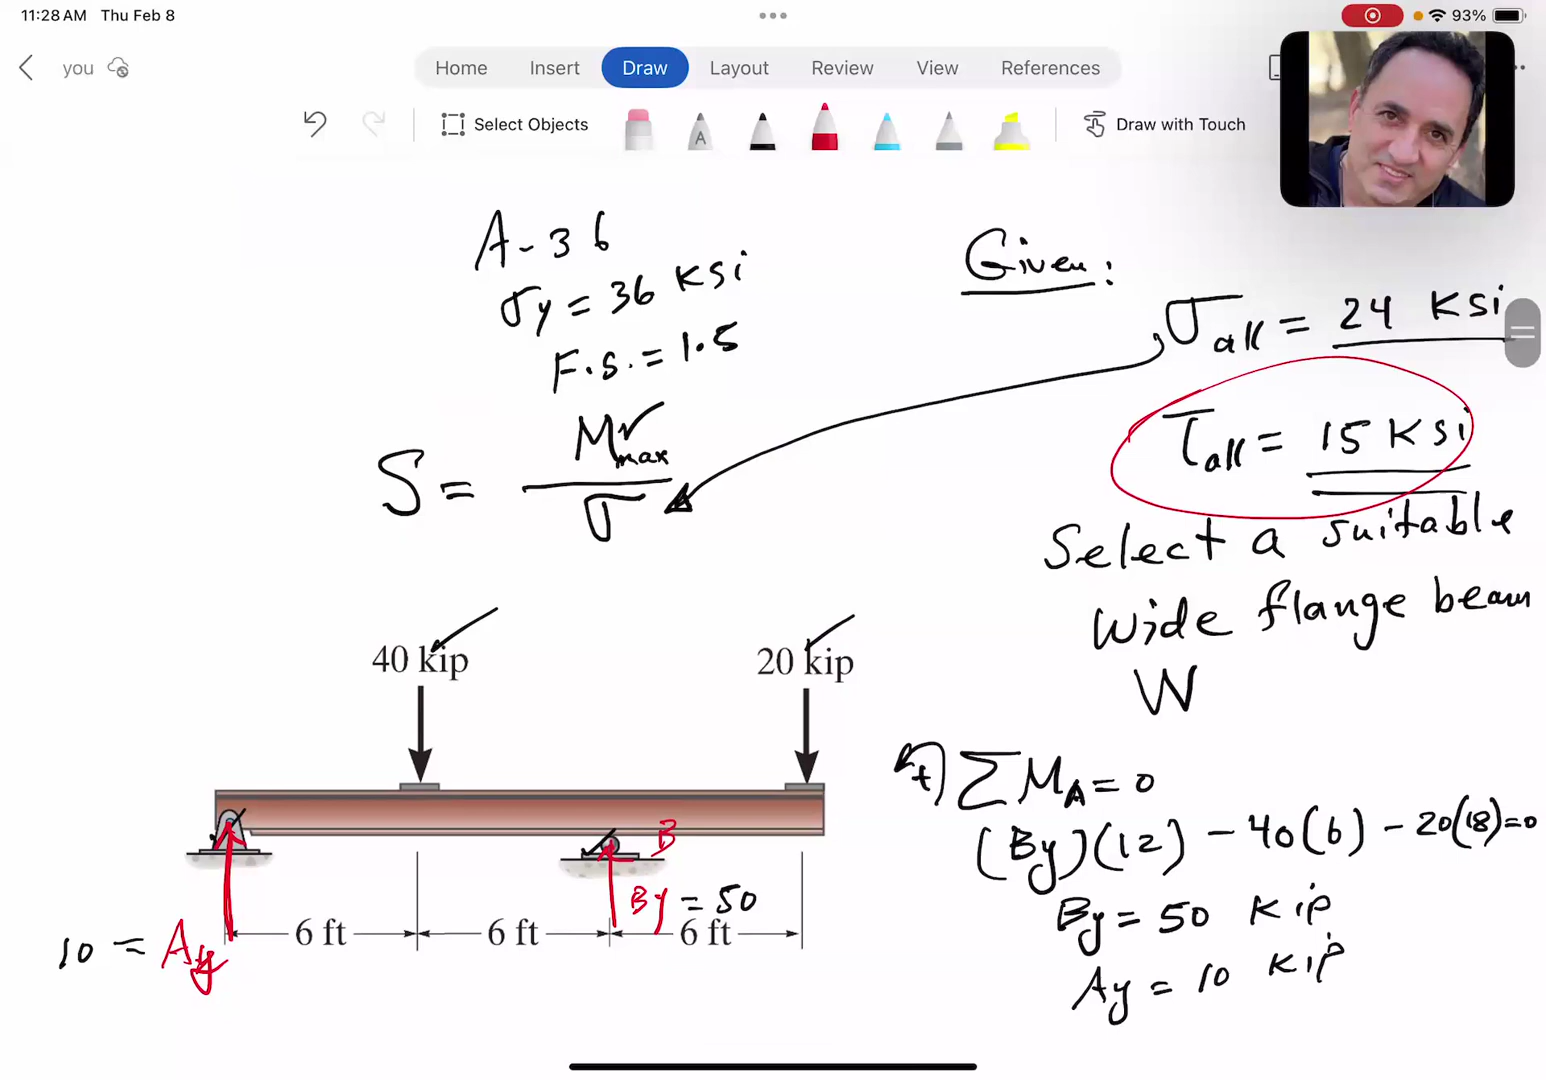 11:28 AM Thu Feb 8
93%
you
Home Insert Draw Layout Review View References
Select Objects
A
Draw with Touch
A-36
σy = 36 ksi
F.S. = 1.5
S = Mmax / σ
Given:
σall = 24 ksi
τall = 15 ksi
Select a suitable
wide flange beam
W
40 kip
20 kip
B
By = 50
10 = Ay
6 ft 6 ft 6 ft
+) ΣMA = 0
(By)(12) - 40(6) - 20(18)=0
By = 50 kip
Ay = 10 kip